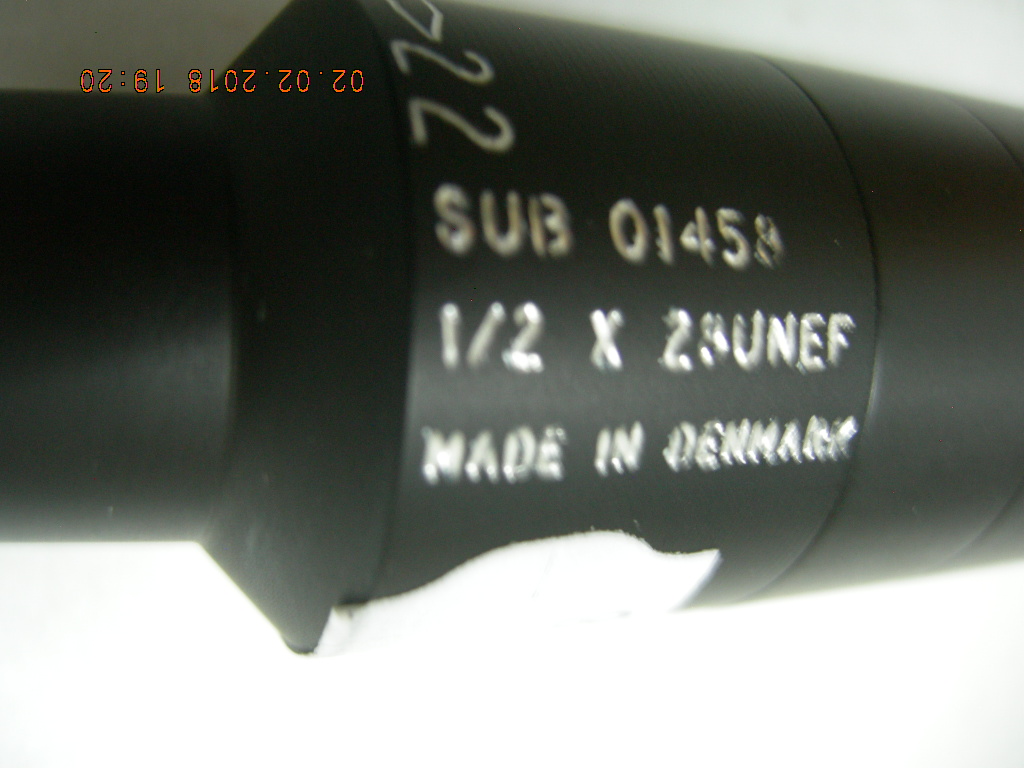 22
SUB 01458
1/2 X 28UNEF
MADE IN DENMARK
02.02.2018 19:20